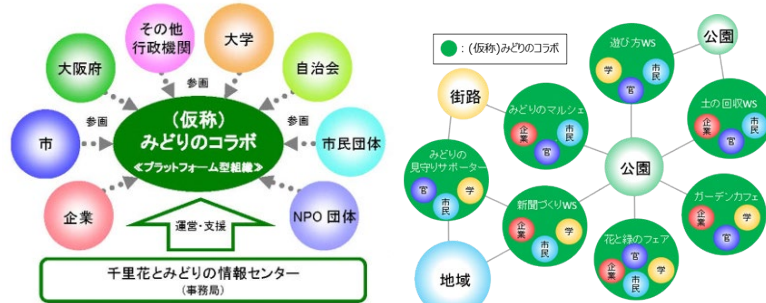 その他
行政機関
大学
大阪府
自治会
参画
参画
参画
市
市民団体
(仮称)
みどりのコラボ
≪プラットフォーム型組織≫
企業
NPO 団体
運営・支援
千里花とみどりの情報センター
(事務局)
:(仮称)みどりのコラボ
遊び方WS
学
市民
官
公園
街路
みどりのマルシェ
企業
市民
官
土の回収WS
企業
市民
官
みどりの
見守りサポーター
官
学
市民
公園
新聞づくりWS
企業
学
市民
ガーデンカフェ
企業
学
官
花と緑のフェア
官
企業
学
市民
地域